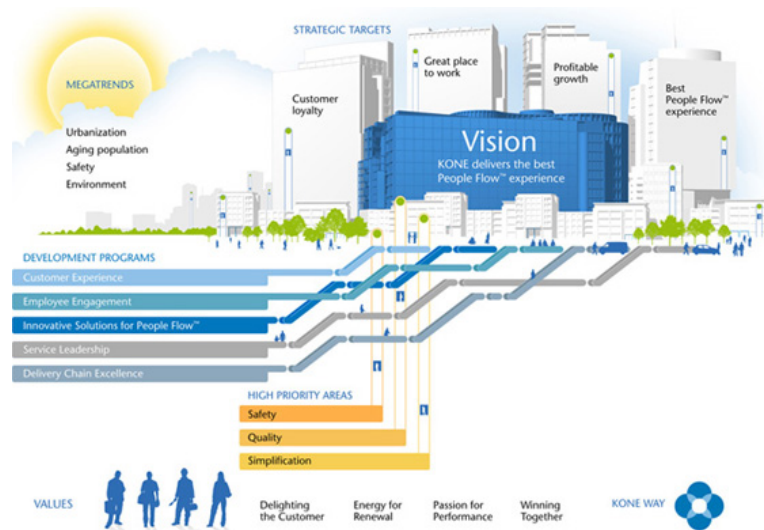 STRATEGIC TARGETS
MEGATRENDS
Urbanization
Aging population
Safety
Environment
Customer
loyalty
Great place
to work
Profitable
growth
Best
People Flow™
experience
Vision
KONE delivers the best
People Flow™ experience
DEVELOPMENT PROGRAMS
Customer Experience
Employee Engagement
Innovative Solutions for People Flow™
Service Leadership
Delivery Chain Excellence
HIGH PRIORITY AREAS
Safety
Quality
Simplification
VALUES
Delighting
the Customer
Energy for
Renewal
Passion for
Performance
Winning
Together
KONE WAY